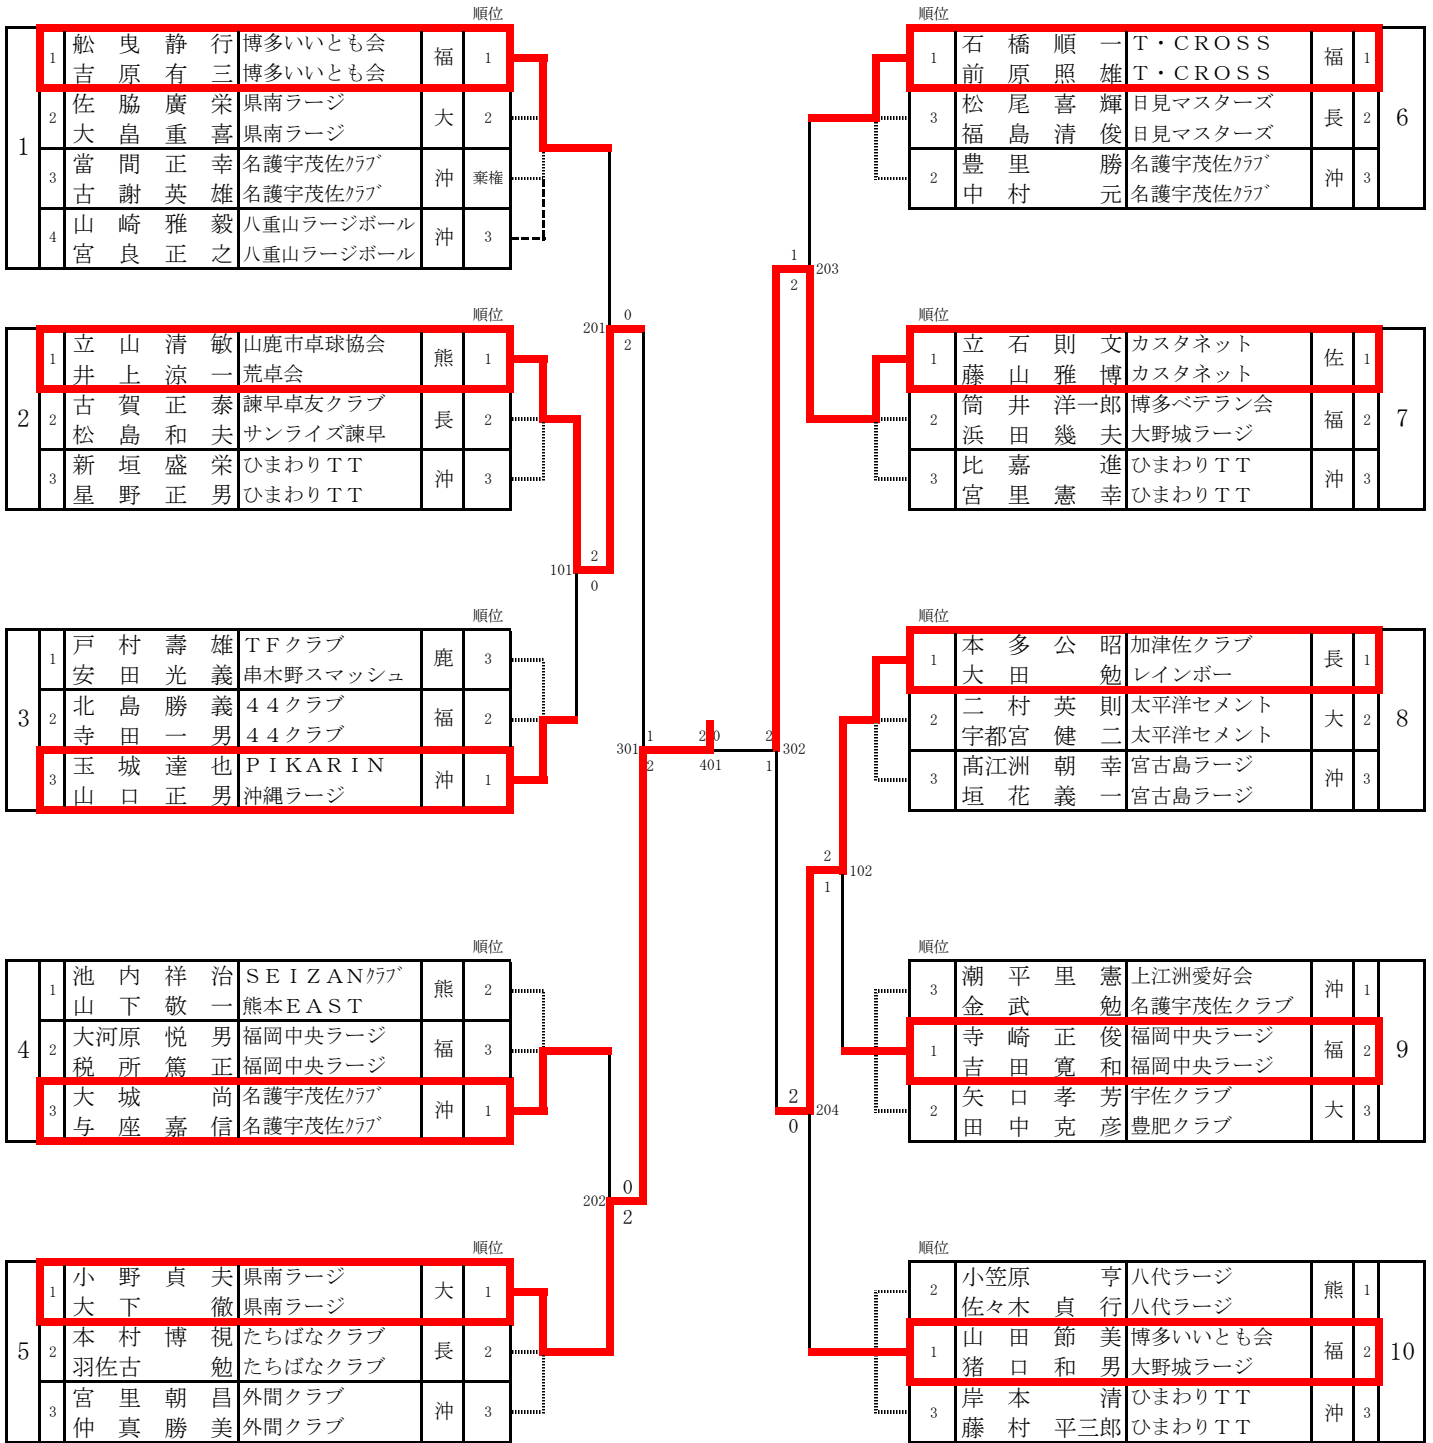 順位
1
1
舩曳静行 博多いいとも会
吉原有三 博多いいとも会
福
1
2
佐脇廣栄 県南ラージ
大畠重喜 県南ラージ
大
2
3
當間正幸 名護宇茂佐ｸﾗﾌﾞ
古謝英雄 名護宇茂佐ｸﾗﾌﾞ
沖
棄権
4
山崎雅毅 八重山ラージボール
宮良正之 八重山ラージボール
沖
3
順位
2
1
立山清敏 山鹿市卓球協会
井上涼一 荒卓会
熊
1
2
古賀正泰 諫早卓友クラブ
松島和夫 サンライズ諫早
長
2
3
新垣盛栄 ひまわりＴＴ
星野正男 ひまわりＴＴ
沖
3
順位
3
1
戸村壽雄 ＴＦクラブ
安田光義 串木野スマッシュ
鹿
3
2
北島勝義 ４４クラブ
寺田一男 ４４クラブ
福
2
3
玉城達也 ＰＩＫＡＲＩＮ
山口正男 沖縄ラージ
沖
1
順位
4
1
池内祥治 ＳＥＩＺＡＮｸﾗﾌﾞ
山下敬一 熊本ＥＡＳＴ
熊
2
2
大河原悦男 福岡中央ラージ
税所篤正 福岡中央ラージ
福
3
3
大城尚 名護宇茂佐ｸﾗﾌﾞ
与座嘉信 名護宇茂佐ｸﾗﾌﾞ
沖
1
順位
5
1
小野貞夫 県南ラージ
大下徹 県南ラージ
大
1
2
本村博視 たちばなクラブ
羽佐古勉 たちばなクラブ
長
2
3
宮里朝昌 外間クラブ
仲真勝美 外間クラブ
沖
3
0
201
2
2
101
0
1
301
2
0
202
2
2 0
401
2
302
1
1
203
2
2
102
1
2
204
0
順位
1
石橋順一 Ｔ・ＣＲＯＳＳ
前原照雄 Ｔ・ＣＲＯＳＳ
福
1
3
松尾喜輝 日見マスターズ
福島清俊 日見マスターズ
長
2
2
豊里勝 名護宇茂佐ｸﾗﾌﾞ
中村元 名護宇茂佐ｸﾗﾌﾞ
沖
3
6
順位
1
立石則文 カスタネット
藤山雅博 カスタネット
佐
1
2
筒井洋一郎 博多ベテラン会
浜田幾夫 大野城ラージ
福
2
3
比嘉進 ひまわりＴＴ
宮里憲幸 ひまわりＴＴ
沖
3
7
順位
1
本多公昭 加津佐クラブ
大田勉 レインボー
長
1
2
二村英則 太平洋セメント
宇都宮健二 太平洋セメント
大
2
3
髙江洲朝幸 宮古島ラージ
垣花義一 宮古島ラージ
沖
3
8
順位
3
潮平里憲 上江洲愛好会
金武勉 名護宇茂佐クラブ
沖
1
1
寺崎正俊 福岡中央ラージ
吉田寛和 福岡中央ラージ
福
2
2
矢口孝芳 宇佐クラブ
田中克彦 豊肥クラブ
大
3
9
順位
2
小笠原亨 八代ラージ
佐々木貞行 八代ラージ
熊
1
1
山田節美 博多いいとも会
猪口和男 大野城ラージ
福
2
3
岸本清 ひまわりＴＴ
藤村平三郎 ひまわりＴＴ
沖
3
10